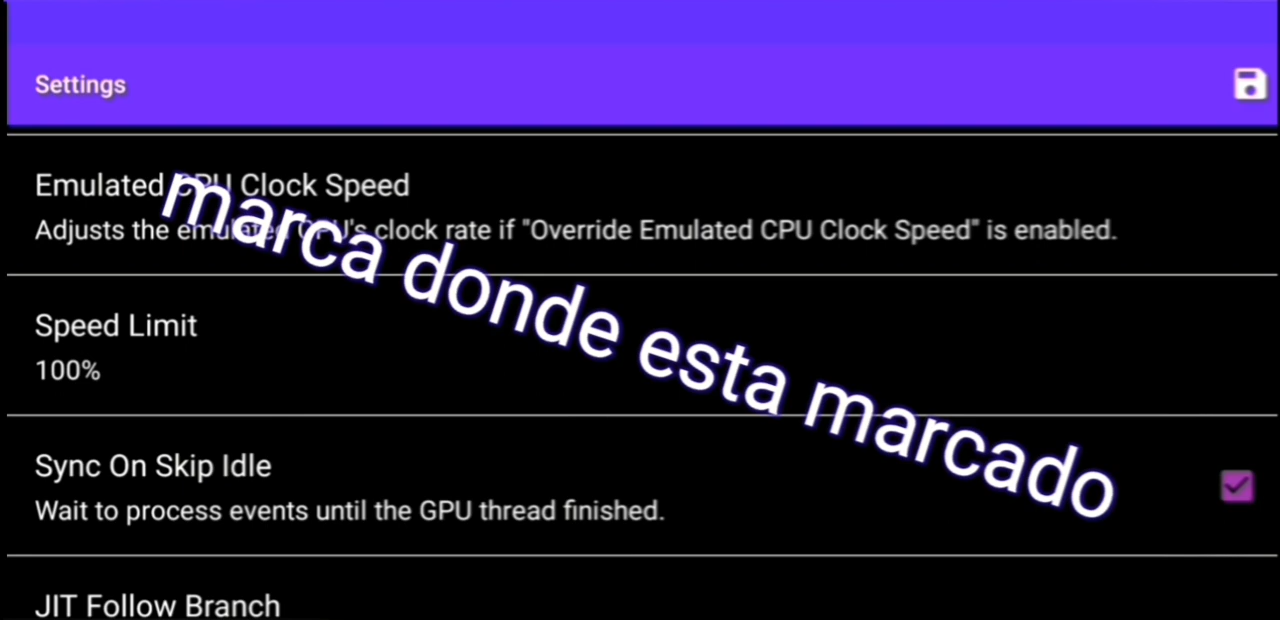 Settings
Emulated CPU Clock Speed
Adjusts the emulated CPU's clock rate if "Override Emulated CPU Clock Speed" is enabled.
marca donde esta marcado
Speed Limit
100%
Sync On Skip Idle
Wait to process events until the GPU thread finished.
JIT Follow Branch